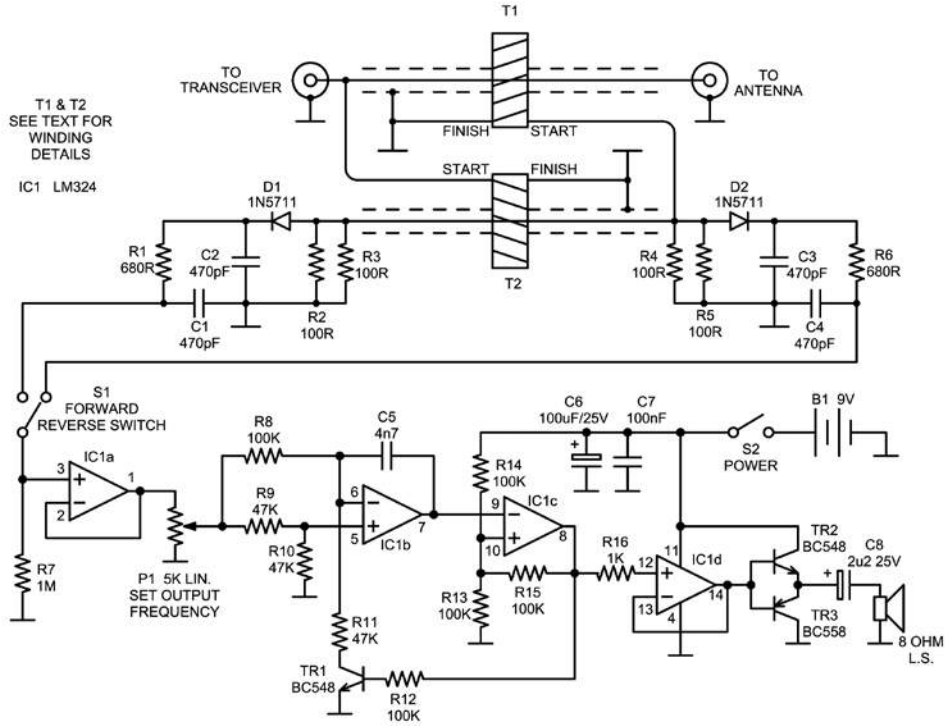 T1
TO
TRANSCEIVER
TO
ANTENNA
T1 & T2
SEE TEXT FOR
WINDING
DETAILS
IC1 LM324
FINISH
START
START
FINISH
D1
1N5711
D2
1N5711
R1
680R
C2
470pF
R3
100R
R4
100R
C3
470pF
R6
680R
T2
C1
470pF
R2
100R
R5
100R
C4
470pF
S1
FORWARD
REVERSE SWITCH
R8
100K
C5
4n7
C6
100uF/25V
+
C7
100nF
B1 9V
S2
POWER
R14
100K
3
+
IC1a
1
−
2
R9
47K
6
−
+
5
IC1b
7
9
−
+
10
IC1c
8
R16
1K
11
12
+
IC1d
−
13
14
4
TR2
BC548
C8
2u2 25V
+
R7
1M
P1 5K LIN.
SET OUTPUT
FREQUENCY
R10
47K
R13
100K
R15
100K
TR3
BC558
8 OHM
L.S.
R11
47K
TR1
BC548
R12
100K